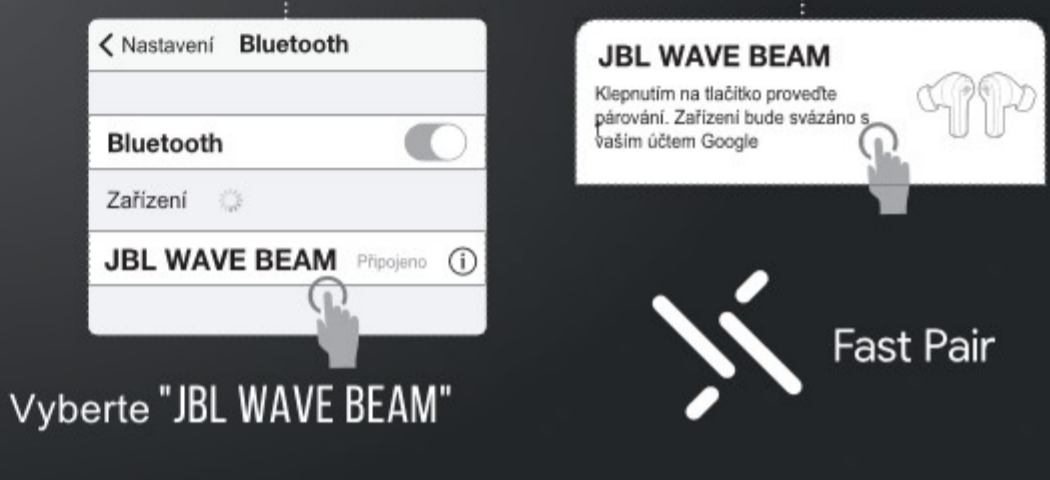 Nastavení Bluetooth
Bluetooth
Zařízení
JBL WAVE BEAM Připojeno
Vyberte "JBL WAVE BEAM"
JBL WAVE BEAM
Klepnutím na tlačítko proveďte
párování. Zařízení bude svázáno s
vaším účtem Google
Fast Pair